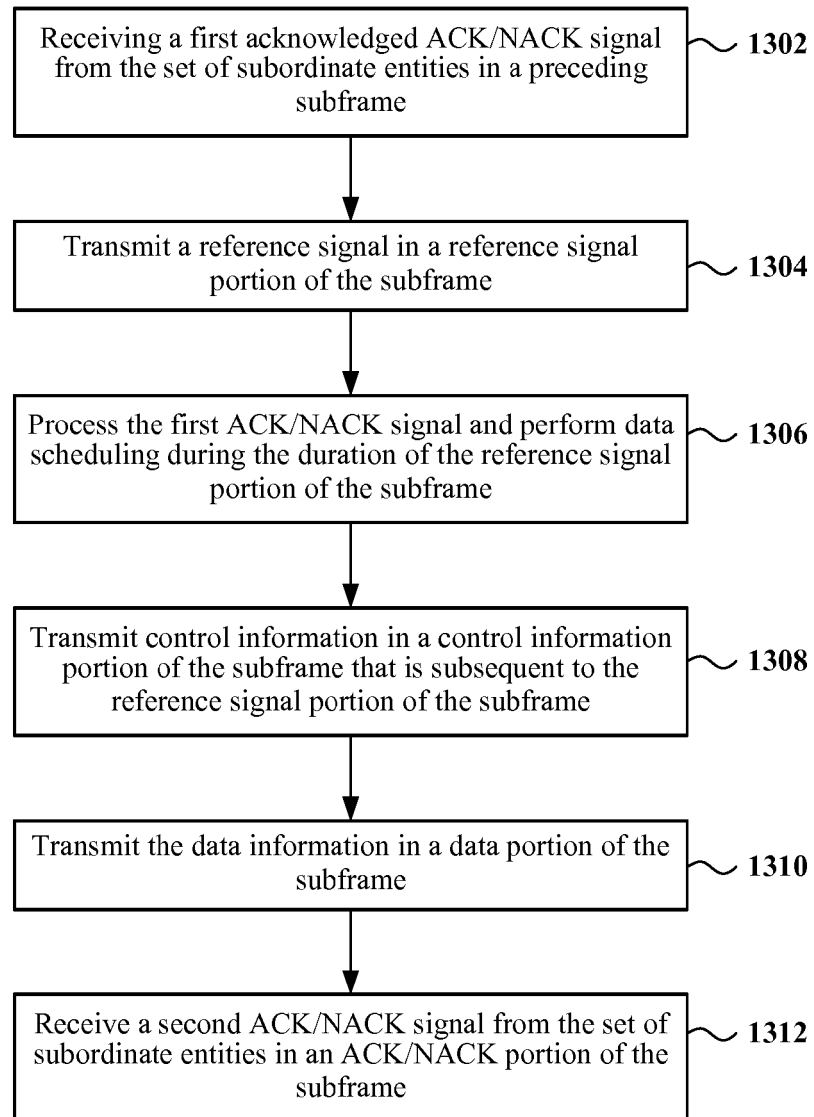 Receiving a first acknowledged ACK/NACK signal
from the set of subordinate entities in a preceding
subframe
1302
Transmit a reference signal in a reference signal
portion of the subframe
1304
Process the first ACK/NACK signal and perform data
scheduling during the duration of the reference signal
portion of the subframe
1306
Transmit control information in a control information
portion of the subframe that is subsequent to the
reference signal portion of the subframe
1308
Transmit the data information in a data portion of the
subframe
1310
Receive a second ACK/NACK signal from the set of
subordinate entities in an ACK/NACK portion of the
subframe
1312